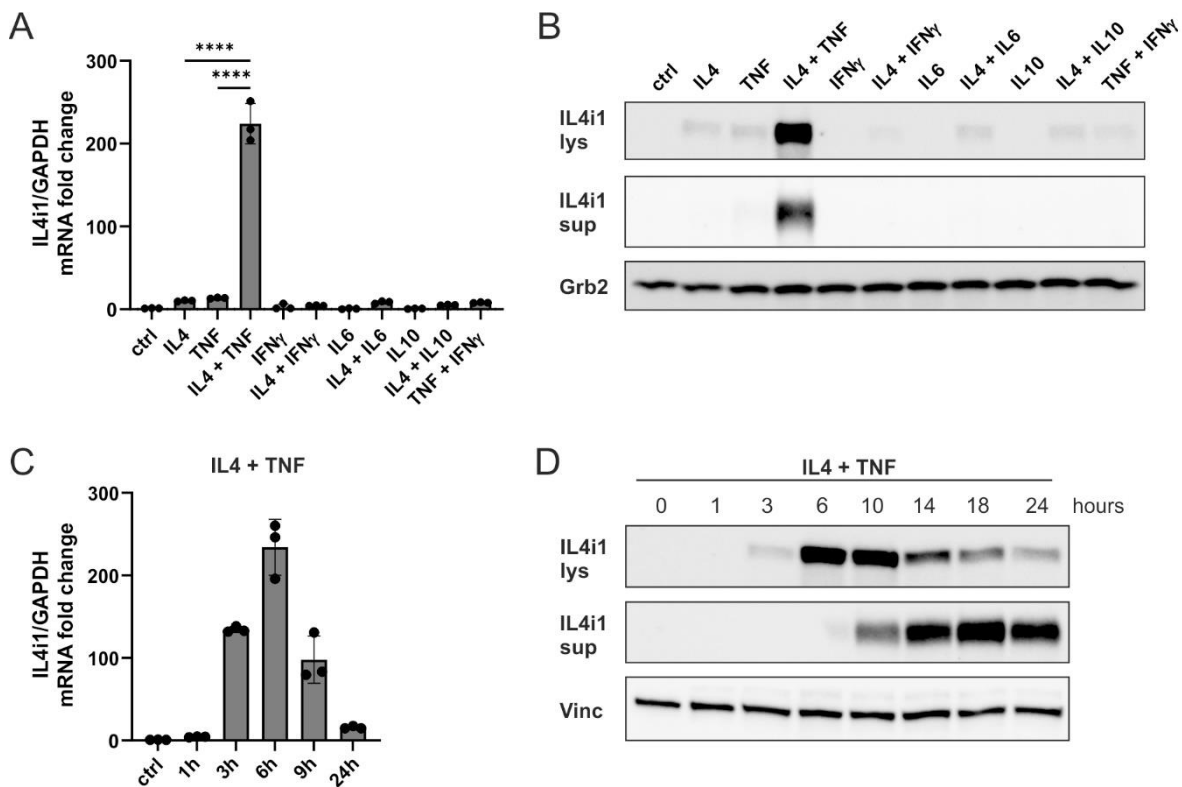 A
IL4i1/GAPDH
mRNA fold change
300
200
100
0
****
****
ctrl
IL4
TNF
IL4 + TNF
IFNγ
IL4 + IFNγ
IL6
IL4 + IL6
IL10
IL4 + IL10
TNF + IFNγ
B
ctrl
IL4
TNF
IL4 + TNF
IFNγ
IL4 + IFNγ
IL6
IL4 + IL6
IL10
IL4 + IL10
TNF + IFNγ
IL4i1
lys
IL4i1
sup
Grb2
C
IL4 + TNF
IL4i1/GAPDH
mRNA fold change
300
200
100
0
ctrl
1h
3h
6h
9h
24h
D
IL4 + TNF
0 1 3 6 10 14 18 24 hours
IL4i1
lys
IL4i1
sup
Vinc